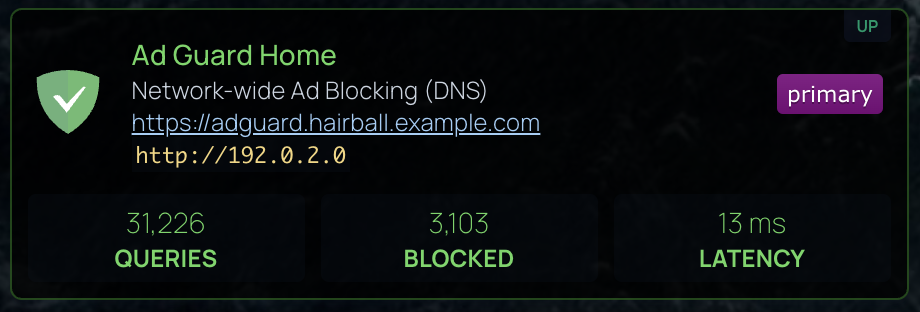 UP
Ad Guard Home
Network-wide Ad Blocking (DNS)
https://adguard.hairball.example.com
primary
http://192.0.2.0
31,226
QUERIES
3,103
BLOCKED
13 ms
LATENCY